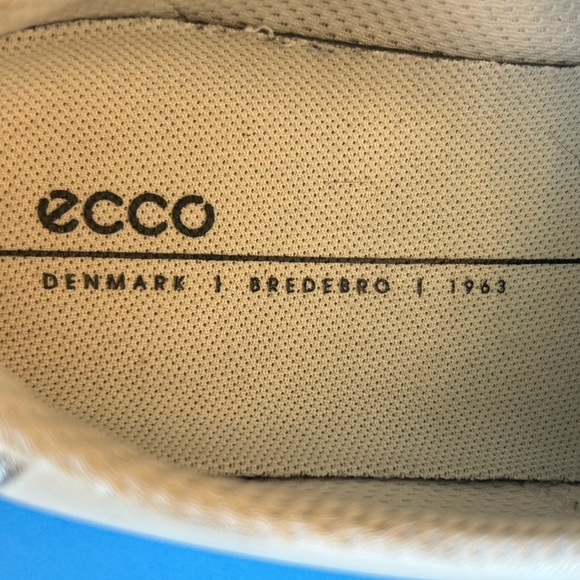 ecco
DENMARK | BREDEBRO | 1963